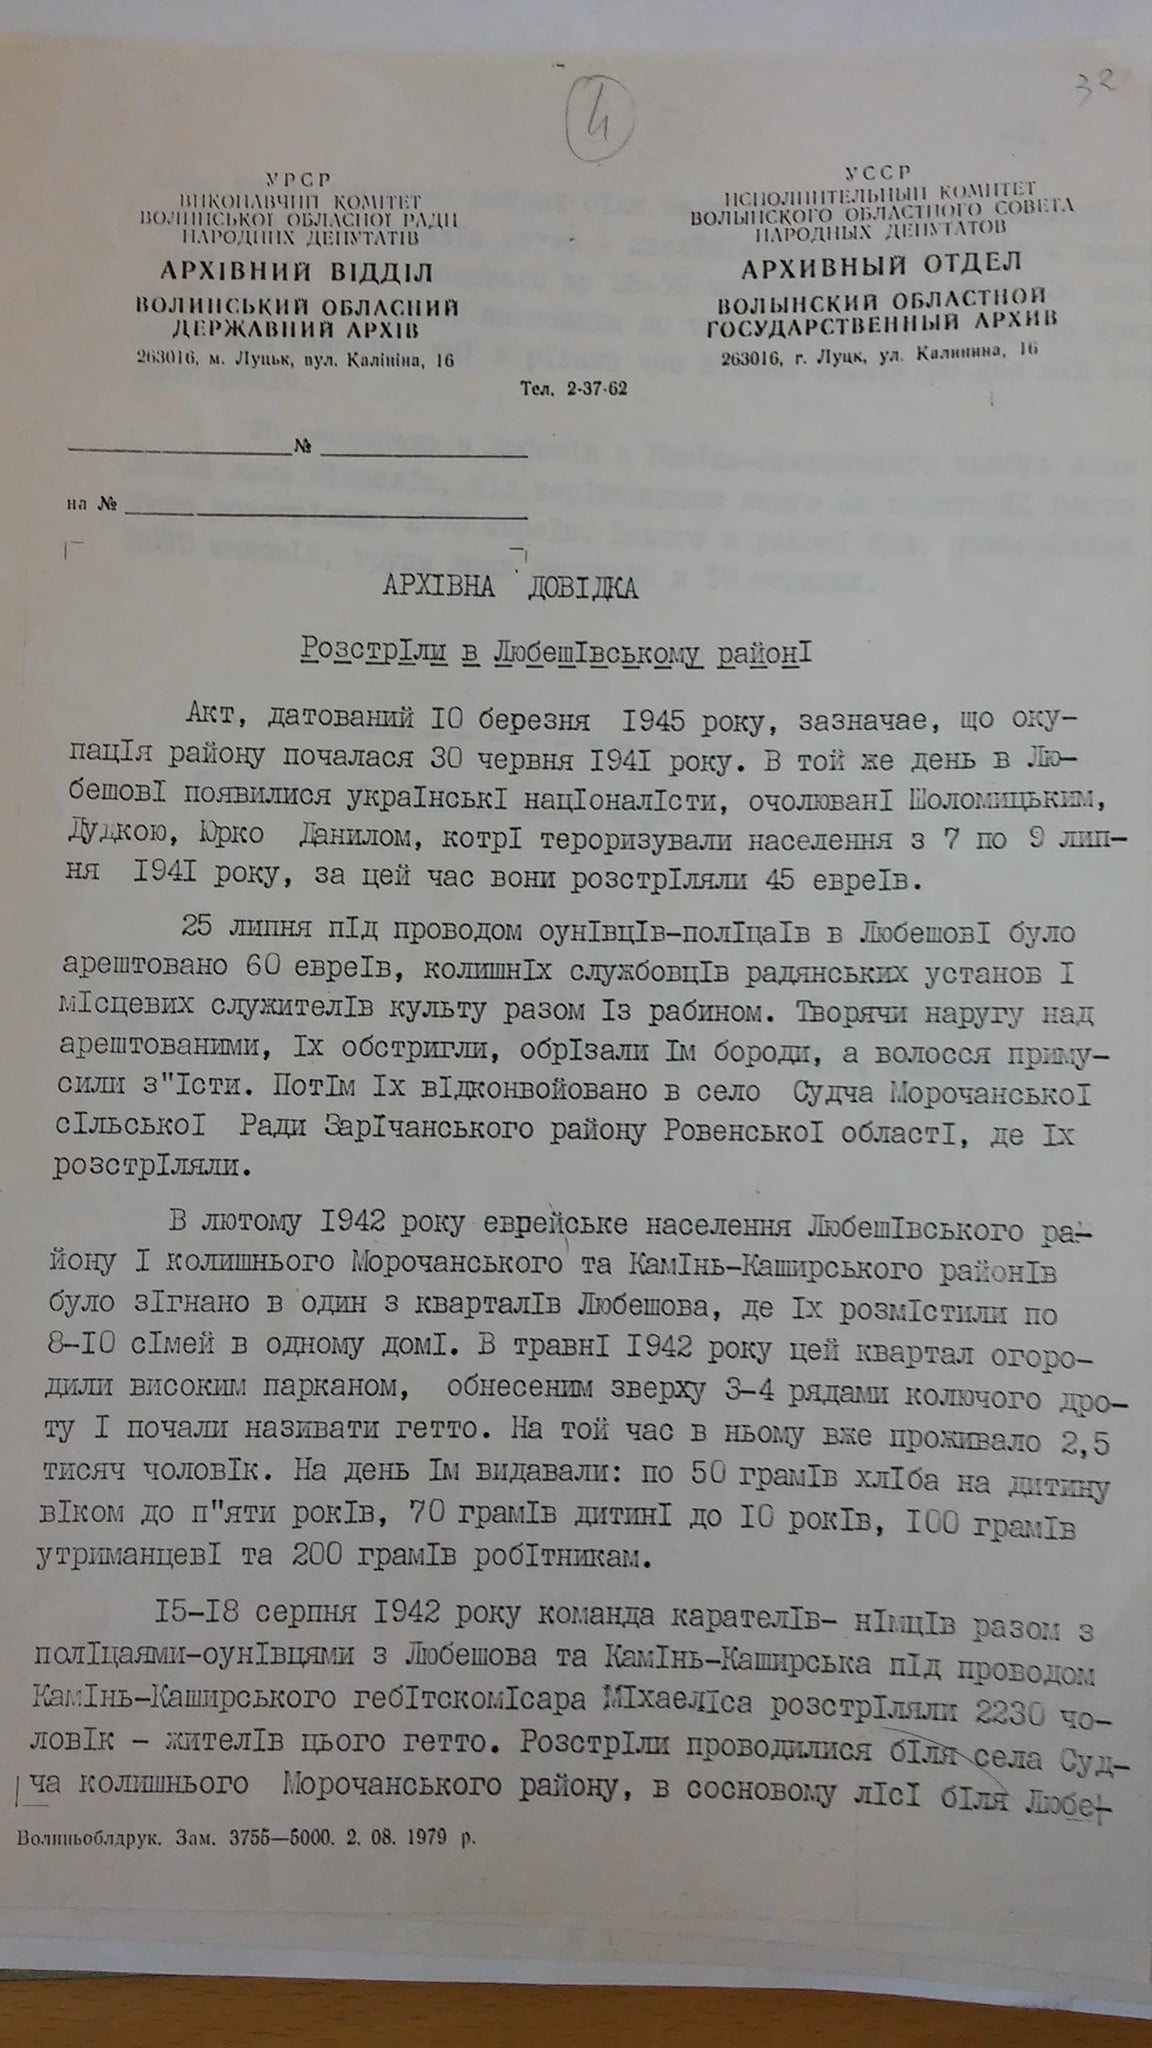 4
32
УРСР
ВИКОНАВЧИЙ КОМІТЕТ
ВОЛИНСЬКОЇ ОБЛАСНОЇ РАДИ
НАРОДНИХ ДЕПУТАТІВ
АРХІВНИЙ ВІДДІЛ
ВОЛИНСЬКИЙ ОБЛАСНИЙ
ДЕРЖАВНИЙ АРХІВ
263016, м. Луцьк, вул. Калініна, 16
УССР
ИСПОЛНИТЕЛЬНЫЙ КОМИТЕТ
ВОЛЫНСКОГО ОБЛАСТНОГО СОВЕТА
НАРОДНЫХ ДЕПУТАТОВ
АРХИВНЫЙ ОТДЕЛ
ВОЛЫНСКИЙ ОБЛАСТНОЙ
ГОСУДАРСТВЕННЫЙ АРХИВ
263016, г. Луцк, ул. Калинина, 16
Тел. 2-37-62
№
на №
АРХІВНА ДОВІДКА
Розстріли в Любешівському районі
Акт, датований 10 березня 1945 року, зазначае, що оку-
пація району почалася 30 червня 1941 року. В той же день в Лю-
бешові появилися українські націоналісти, очолювані Шоломицьким,
Дудкою, Юрко Данилом, котрі тероризували населення з 7 по 9 лип-
ня 1941 року, за цей час вони розстріляли 45 евреїв.
25 липня під проводом оунівців-поліцаїв в Любешові було
арештовано 60 евреїв, колишніх службовців радянських установ і
місцевих служителів культу разом із рабином. Творячи наругу над
арештованими, їх обстригли, обрізали їм бороди, а волосся приму-
сили з"їсти. Потім їх відконвойовано в село Судча Морочанської
сільської Ради Зарічанського району Ровенської області, де їх
розстріляли.
В лютому 1942 року еврейське населення Любешівського ра-
йону і колишнього Морочанського та Камінь-Каширського районів
було зігнано в один з кварталів Любешова, де їх розмістили по
8-10 сімей в одному домі. В травні 1942 року цей квартал огоро-
дили високим парканом, обнесеним зверху 3-4 рядами колючого дро-
ту і почали називати гетто. На той час в ньому вже проживало 2,5
тисяч чоловік. На день їм видавали: по 50 грамів хліба на дитину
віком до п"яти років, 70 грамів дитині до 10 років, 100 грамів
утриманцеві та 200 грамів робітникам.
15-18 серпня 1942 року команда карателів- німців разом з
поліцаями-оунівцями з Любешова та Камінь-Каширська під проводом
Камінь-Каширського гебітскомісара Міхаеліса розстріляли 2230 чо-
ловік - жителів цього гетто. Розстріли проводилися біля села Суд-
ча колишнього Морочанського району, в сосновому лісі біля Любе-
Волиньоблдрук. Зам. 3755—5000. 2. 08. 1979 р.